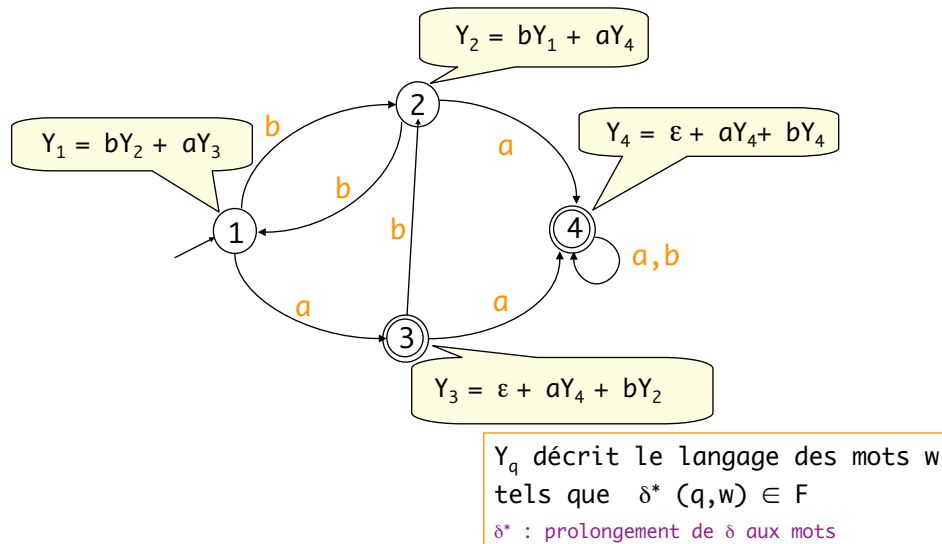 Y₂ = bY₁ + aY₄
Y₁ = bY₂ + aY₃
Y₄ = ε + aY₄+ bY₄
b
2
a
b
1
b
4
a,b
a
3
a
Y₃ = ε + aY₄ + bY₂
Y_q décrit le langage des mots w
tels que δ* (q,w) ∈ F
δ* : prolongement de δ aux mots